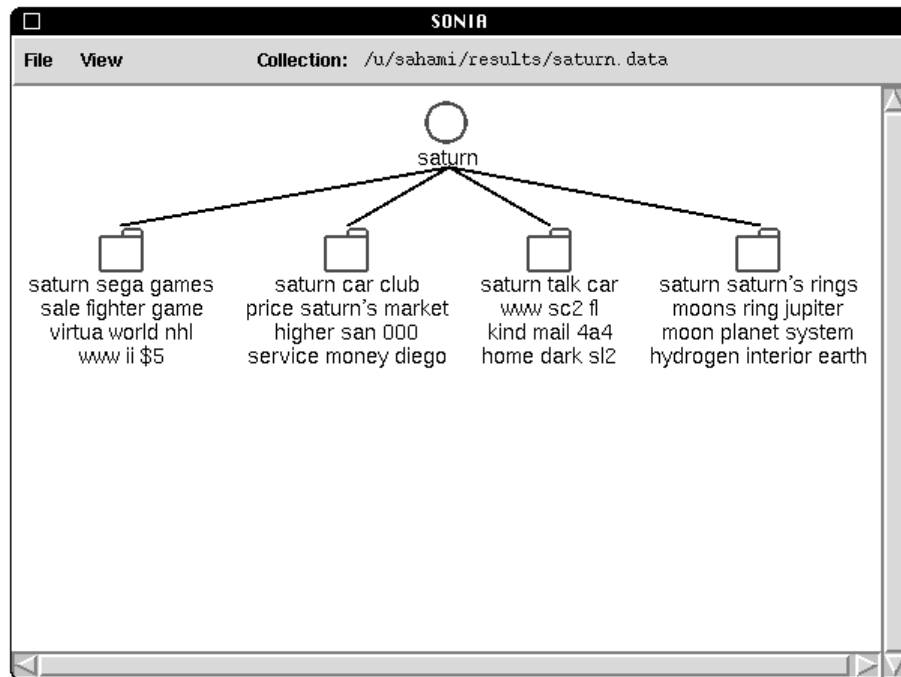 SONIA
File View Collection: /u/sahami/results/saturn.data
saturn
saturn sega games
sale fighter game
virtua world nhl
www ii $5
saturn car club
price saturn's market
higher san 000
service money diego
saturn talk car
www sc2 fl
kind mail 4a4
home dark sl2
saturn saturn's rings
moons ring jupiter
moon planet system
hydrogen interior earth